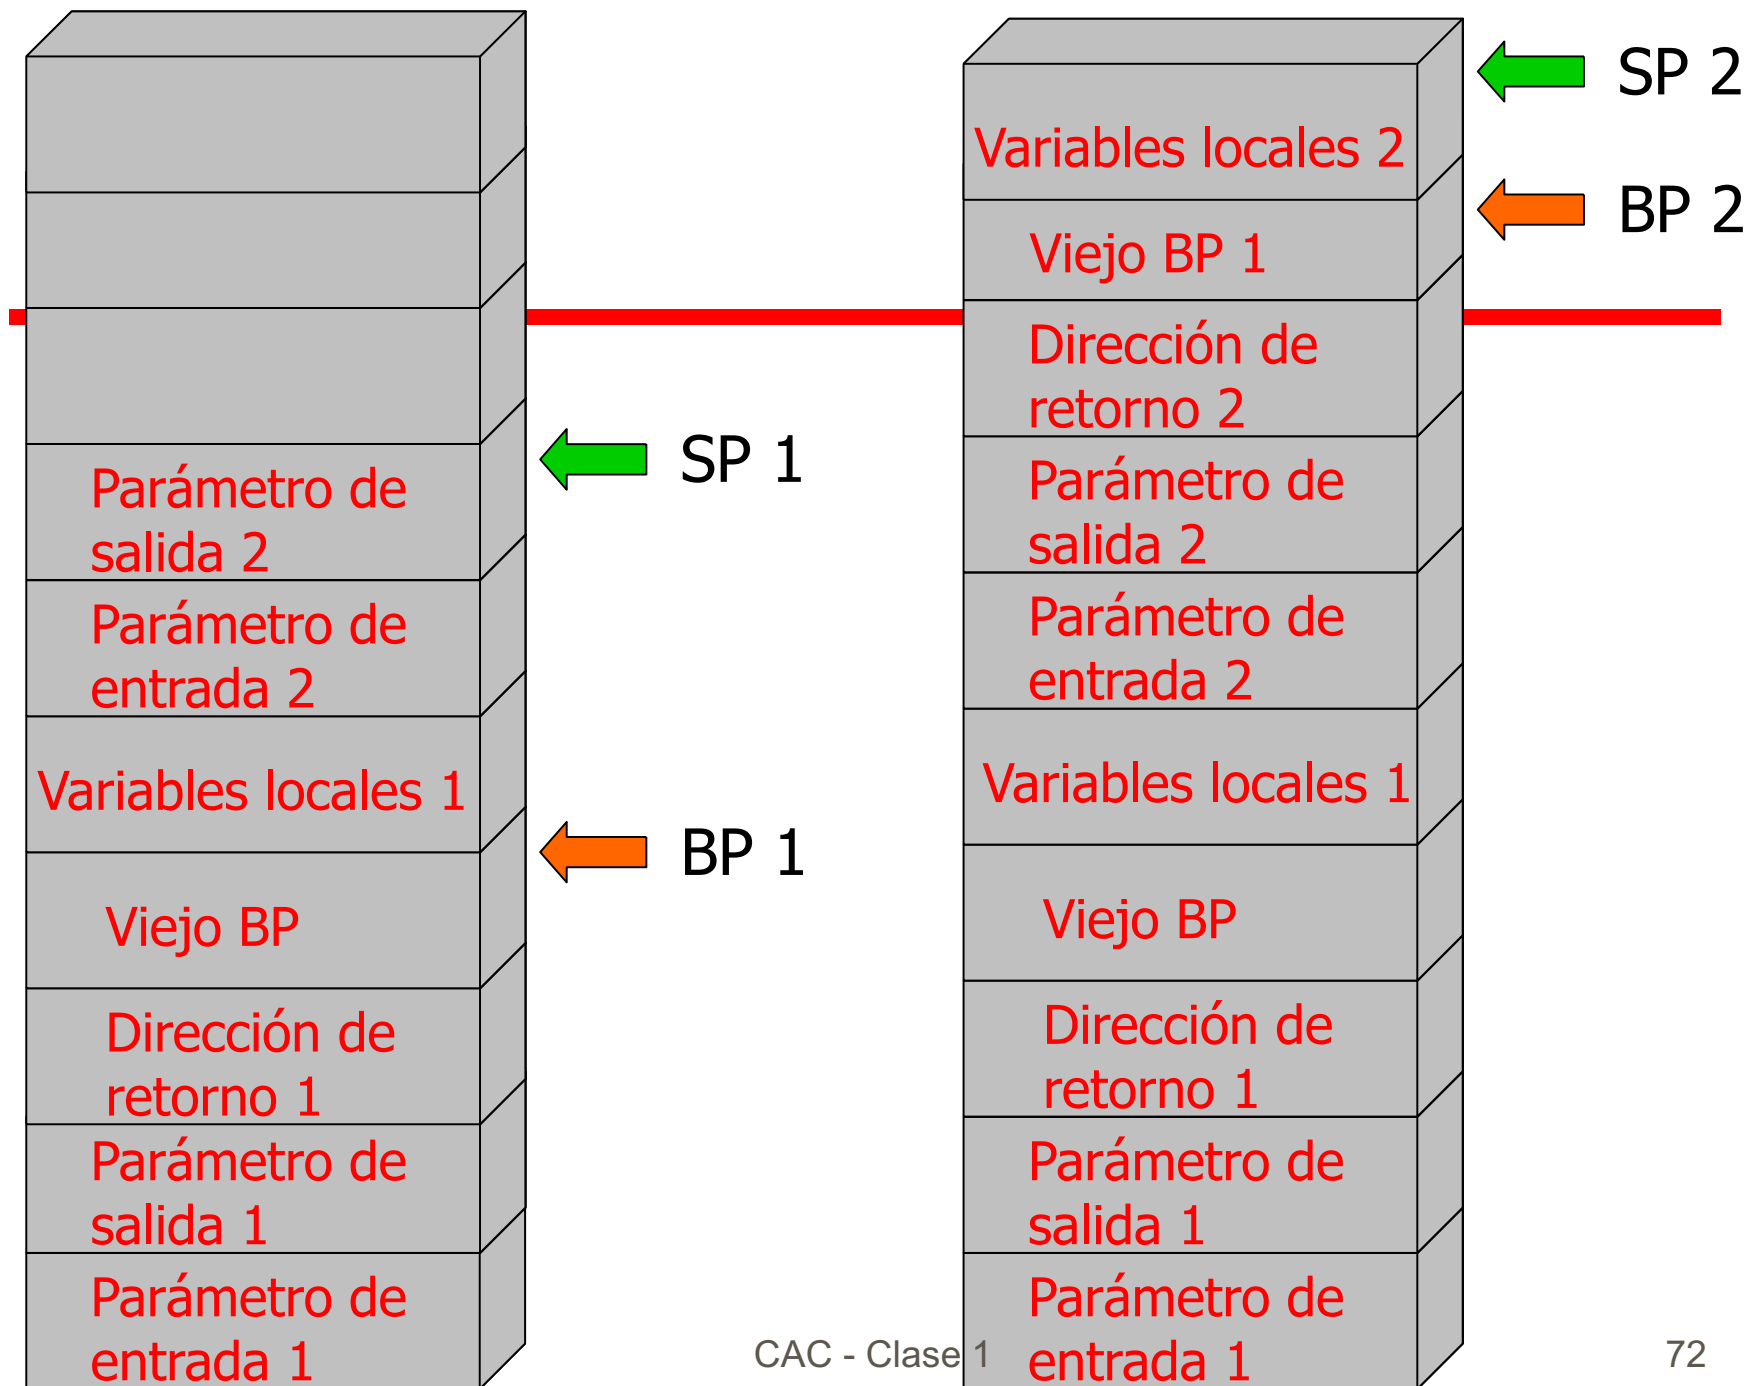 Parámetro de
salida 2
Parámetro de
entrada 2
Variables locales 1
Viejo BP
Dirección de
retorno 1
Parámetro de
salida 1
Parámetro de
entrada 1
SP 1
BP 1
Variables locales 2
Viejo BP 1
Dirección de
retorno 2
Parámetro de
salida 2
Parámetro de
entrada 2
Variables locales 1
Viejo BP
Dirección de
retorno 1
Parámetro de
salida 1
Parámetro de
entrada 1
SP 2
BP 2
CAC - Clase 1
72